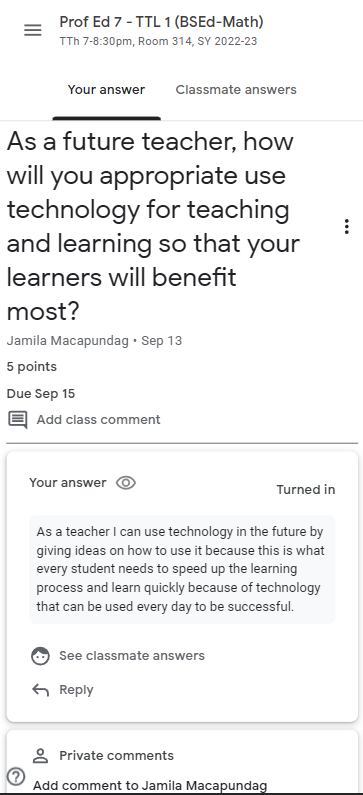 Prof Ed 7 - TTL 1 (BSEd-Math)
TTh 7-8:30pm, Room 314, SY 2022-23
Your answer Classmate answers
As a future teacher, how
will you appropriate use
technology for teaching
and learning so that your
learners will benefit
most?
Jamila Macapundag • Sep 13
5 points
Due Sep 15
Add class comment
Your answer
Turned in
As a teacher I can use technology in the future by
giving ideas on how to use it because this is what
every student needs to speed up the learning
process and learn quickly because of technology
that can be used every day to be successful.
See classmate answers
Reply
Private comments
Add comment to Jamila Macapundag